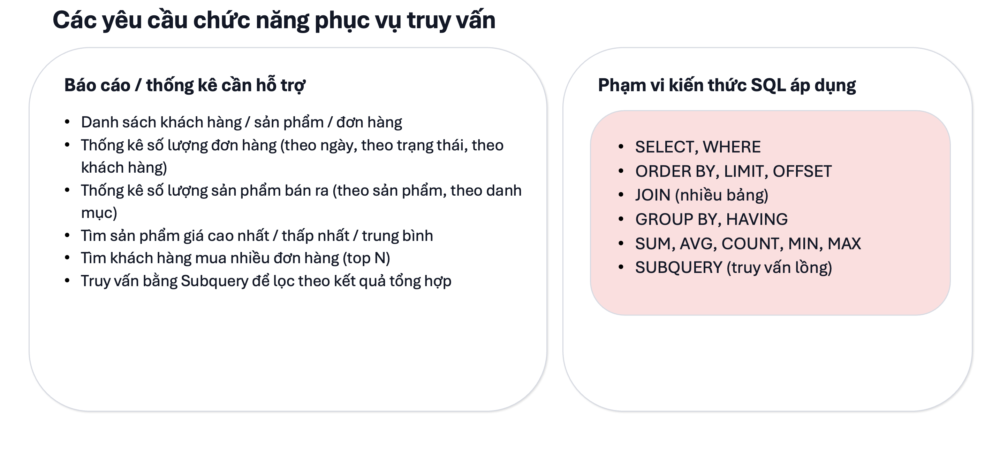 Các yêu cầu chức năng phục vụ truy vấn
Báo cáo / thống kê cần hỗ trợ
• Danh sách khách hàng / sản phẩm / đơn hàng
• Thống kê số lượng đơn hàng (theo ngày, theo trạng thái, theo
khách hàng)
• Thống kê số lượng sản phẩm bán ra (theo sản phẩm, theo danh
mục)
• Tìm sản phẩm giá cao nhất / thấp nhất / trung bình
• Tìm khách hàng mua nhiều đơn hàng (top N)
• Truy vấn bằng Subquery để lọc theo kết quả tổng hợp
Phạm vi kiến thức SQL áp dụng
• SELECT, WHERE
• ORDER BY, LIMIT, OFFSET
• JOIN (nhiều bảng)
• GROUP BY, HAVING
• SUM, AVG, COUNT, MIN, MAX
• SUBQUERY (truy vấn lồng)